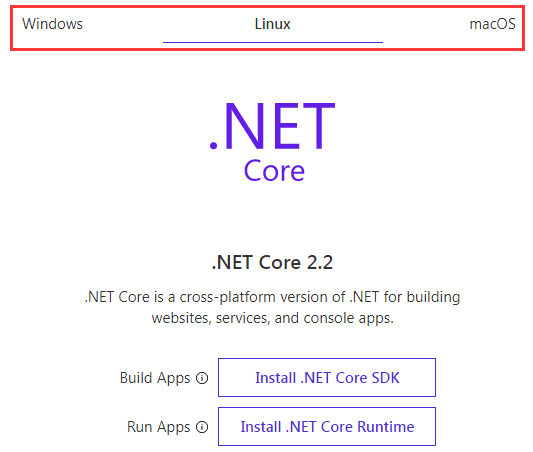 Windows Linux macOS
.NET
Core
.NET Core 2.2
.NET Core is a cross-platform version of .NET for building
websites, services, and console apps.
Build Apps Install .NET Core SDK
Run Apps Install .NET Core Runtime